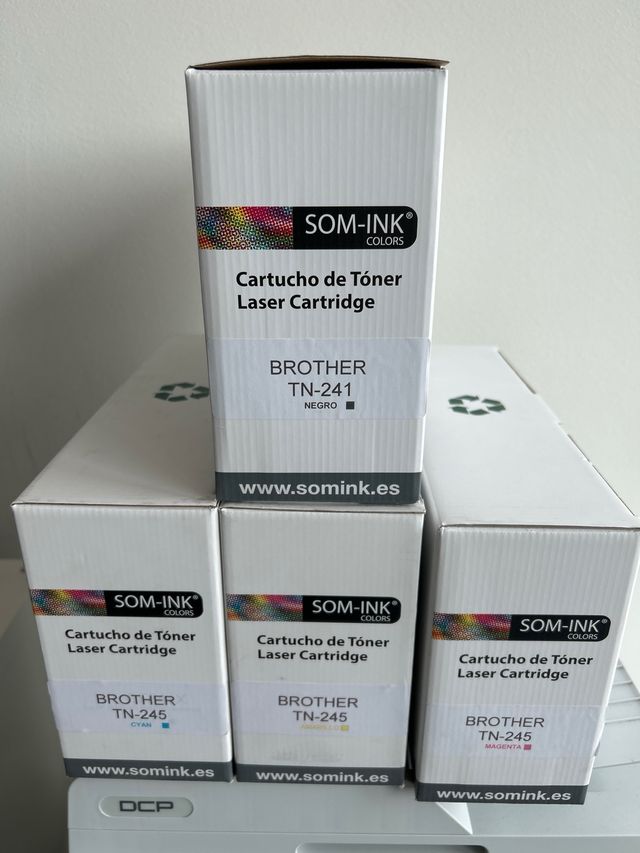 SOM-INK®
COLORS
Cartucho de Tóner
Laser Cartridge
BROTHER
TN-241
NEGRO
www.somink.es
SOM-INK®
COLORS
Cartucho de Tóner
Laser Cartridge
BROTHER
TN-245
CYAN
www.somink.es
SOM-INK®
COLORS
Cartucho de Tóner
Laser Cartridge
BROTHER
TN-245
AMARILLO
www.somink.es
SOM-INK®
COLORS
Cartucho de Tóner
Laser Cartridge
BROTHER
TN-245
MAGENTA
www.somink.es
DCP